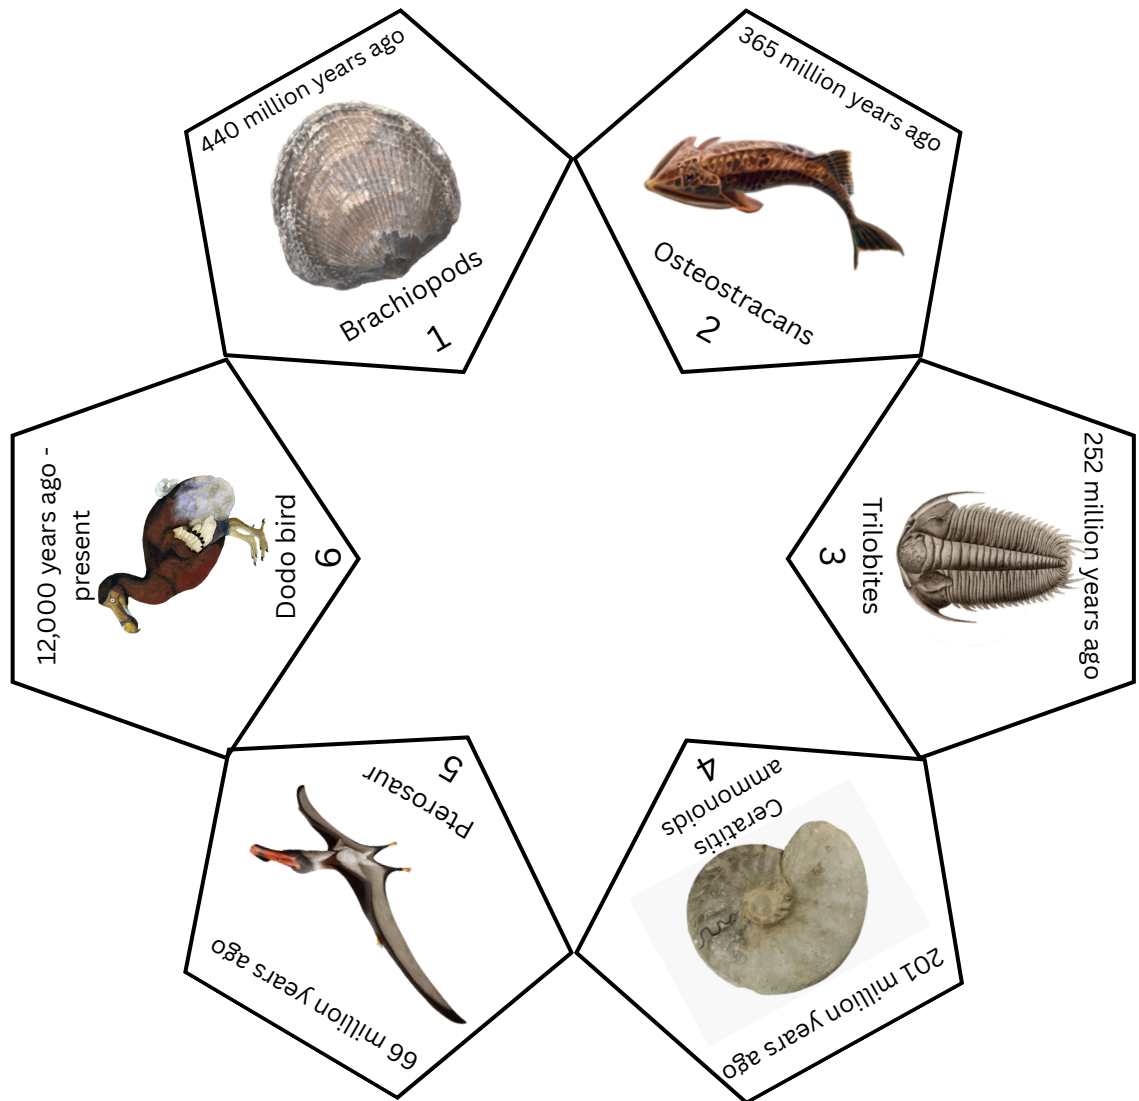 440 million years ago
Brachiopods
1
365 million years ago
Osteostracans
2
252 million years ago
Trilobites
3
201 million years ago
Ceratitis
ammonoids
4
66 million years ago
Pterosaur
5
12,000 years ago -
present
Dodo bird
6